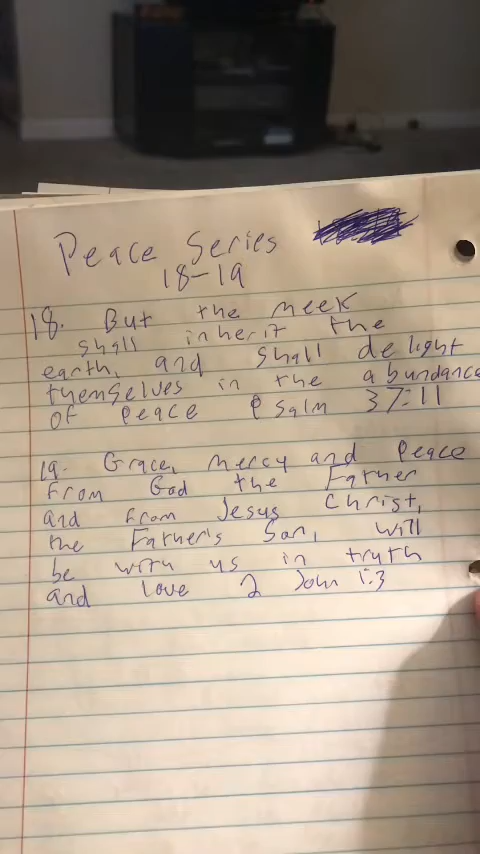 Peace Series
18-19
18. But the meek
shall inherit the
earth, and shall delight
themselves in the abundance
of peace Psalm 37:11
19. Grace, mercy and Peace
from God the Father
and from Jesus Christ,
the Father's Son, will
be with us in truth
and love 2 John 1:3